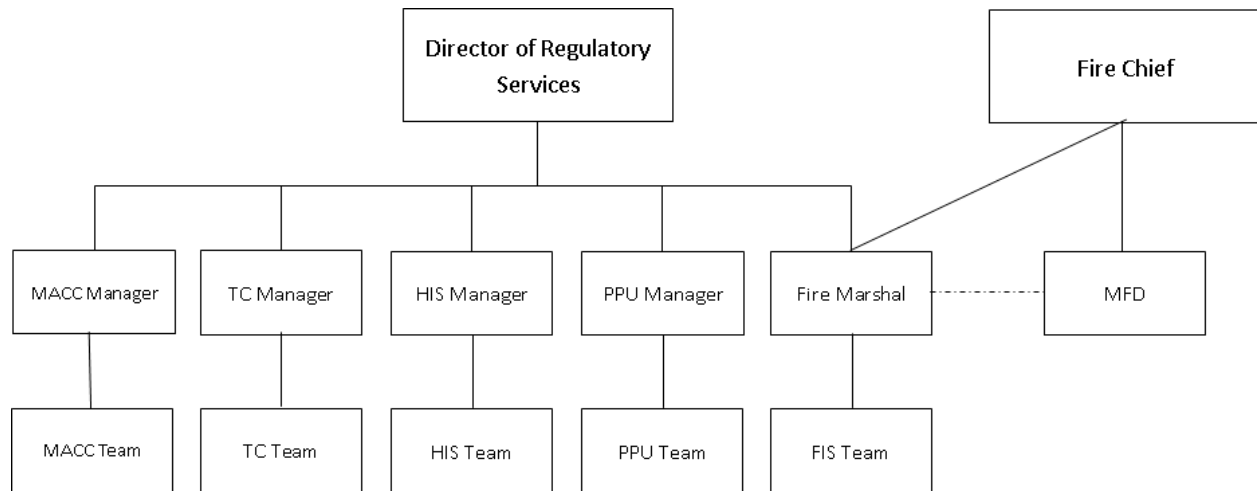 Director of Regulatory
Services
Fire Chief
MACC Manager
TC Manager
HIS Manager
PPU Manager
Fire Marshal
MFD
MACC Team
TC Team
HIS Team
PPU Team
FIS Team